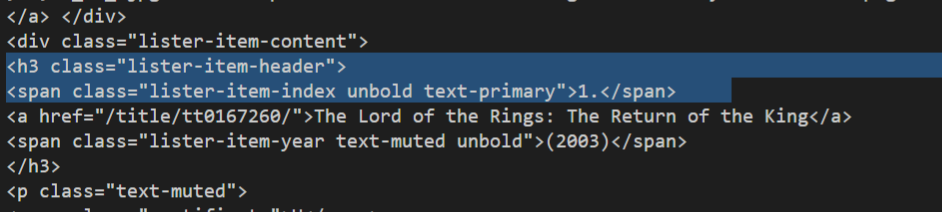 </a> </div>
<div class="lister-item-content">
<h3 class="lister-item-header">
<span class="lister-item-index unbold text-primary">1.</span>
<a href="/title/tt0167260/">The Lord of the Rings: The Return of the King</a>
<span class="lister-item-year text-muted unbold">(2003)</span>
</h3>
<p class="text-muted">